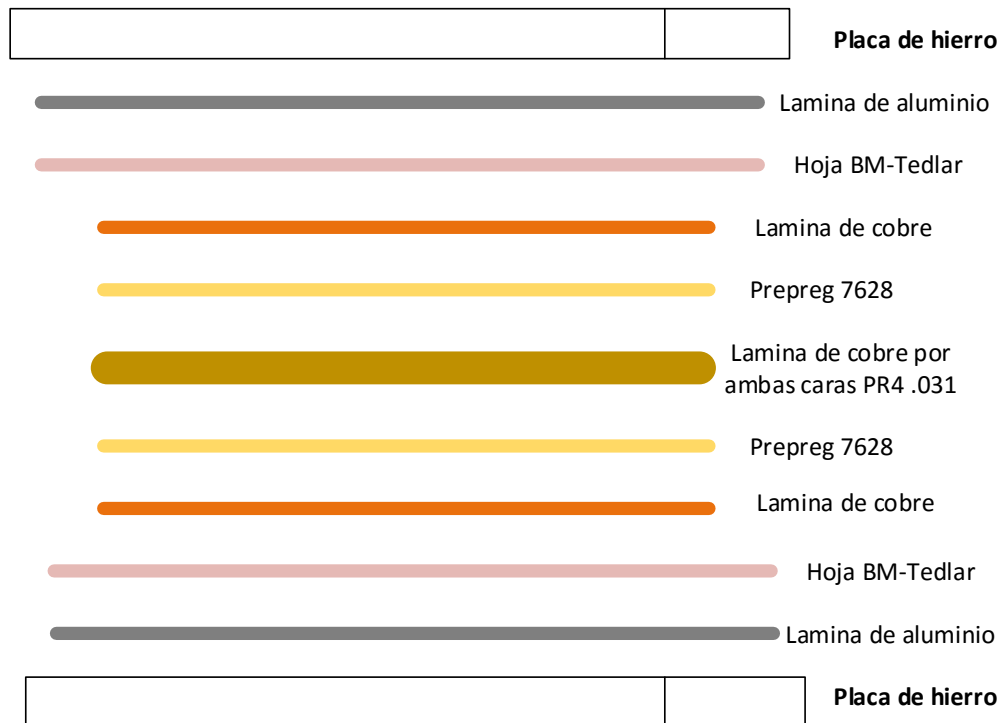 Placa de hierro
Lamina de aluminio
Hoja BM-Tedlar
Lamina de cobre
Prepreg 7628
Lamina de cobre por
ambas caras PR4 .031
Prepreg 7628
Lamina de cobre
Hoja BM-Tedlar
Lamina de aluminio
Placa de hierro